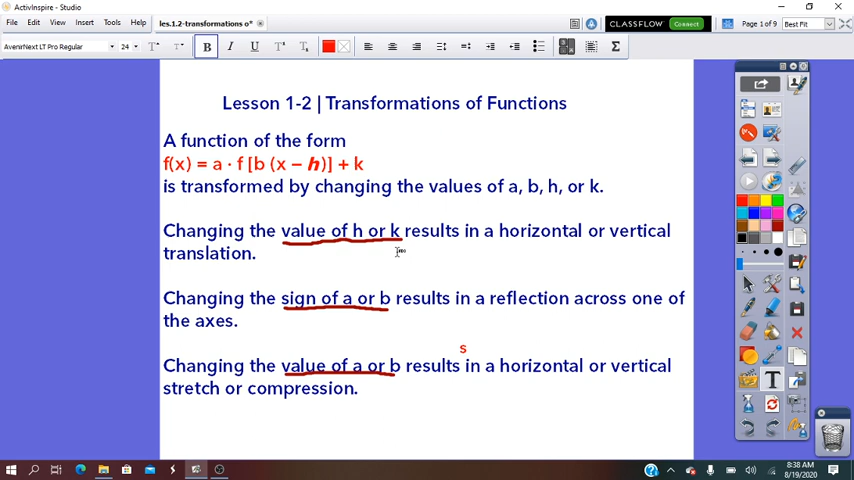 ActivInspire - Studio
File Edit View Insert Tools Help
les.1.2-transformations o*
CLASSFLOW Connect
Page 1 of 9
Best Fit
AvenirNext LT Pro Regular
24
B I U
Lesson 1-2 | Transformations of Functions
A function of the form
f(x) = a · f [b (x − h)] + k
is transformed by changing the values of a, b, h, or k.
Changing the value of h or k results in a horizontal or vertical
translation.
Changing the sign of a or b results in a reflection across one of
the axes.
s
Changing the value of a or b results in a horizontal or vertical
stretch or compression.
8:38 AM
8/19/2020